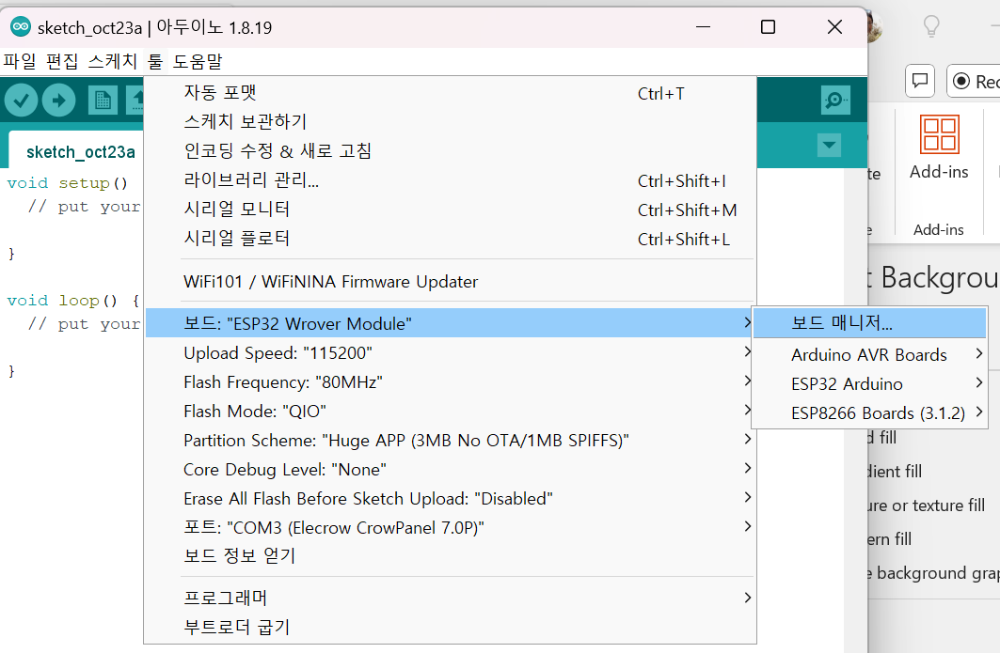 sketch_oct23a | 아두이노 1.8.19
파일 편집 스케치 툴 도움말
sketch_oct23a
void setup()
// put your
}
void loop() {
// put your
}
자동 포맷 Ctrl+T
스케치 보관하기
인코딩 수정 & 새로 고침
라이브러리 관리... Ctrl+Shift+I
시리얼 모니터 Ctrl+Shift+M
시리얼 플로터 Ctrl+Shift+L
WiFi101 / WiFiNINA Firmware Updater
보드: "ESP32 Wrover Module"
Upload Speed: "115200"
Flash Frequency: "80MHz"
Flash Mode: "QIO"
Partition Scheme: "Huge APP (3MB No OTA/1MB SPIFFS)"
Core Debug Level: "None"
Erase All Flash Before Sketch Upload: "Disabled"
포트: "COM3 (Elecrow CrowPanel 7.0P)"
보드 정보 얻기
프로그래머
부트로더 굽기
보드 매니저...
Arduino AVR Boards
ESP32 Arduino
ESP8266 Boards (3.1.2)
Rec
Add-ins
Add-ins
t Backgrou
d fill
dient fill
ure or texture fill
ern fill
e background grap